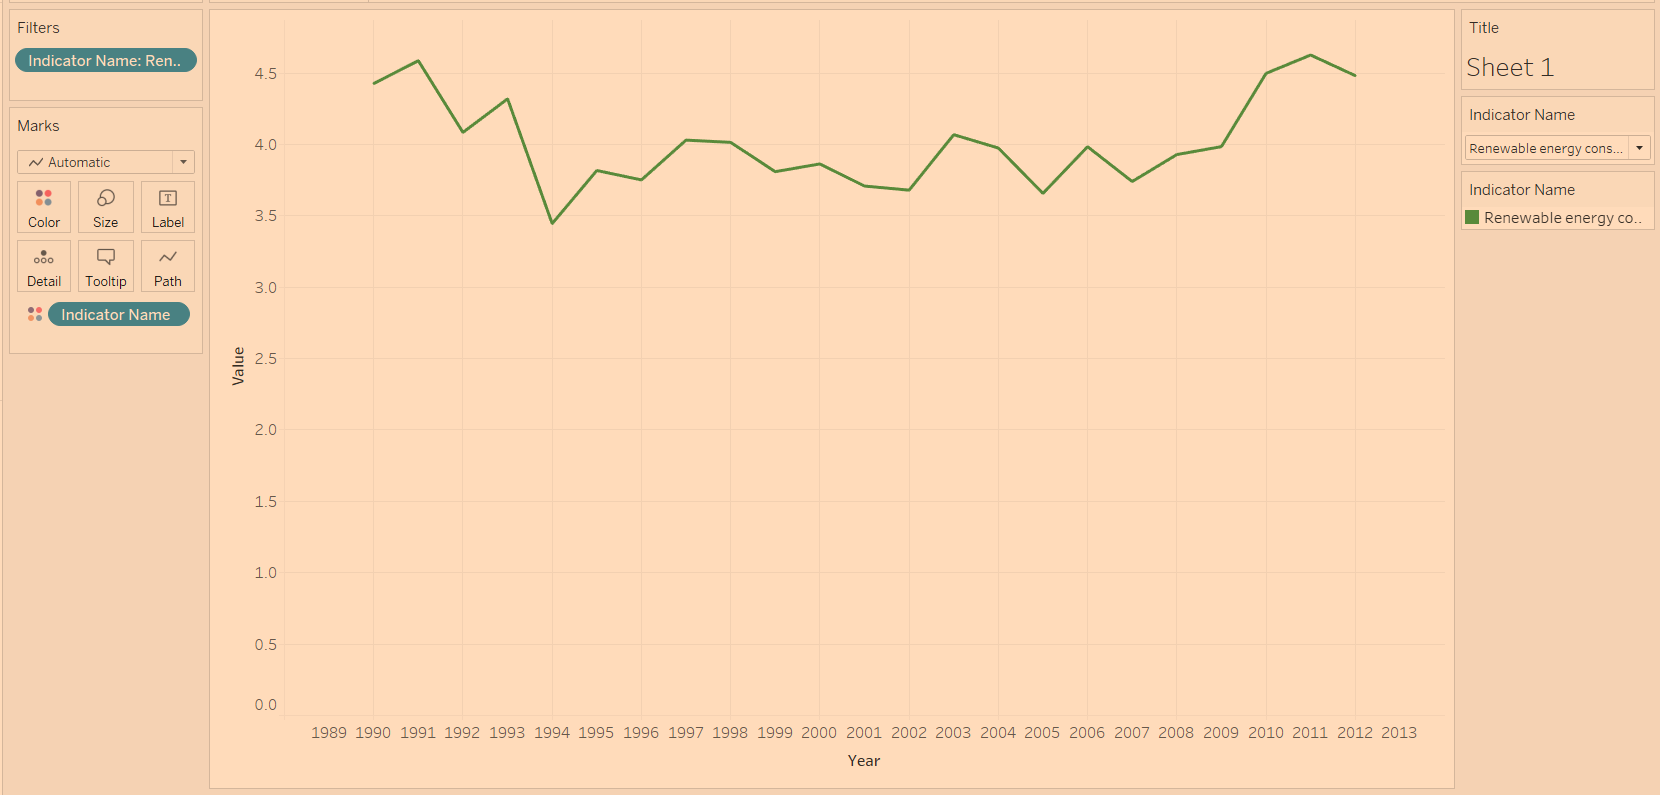 Filters
Indicator Name: Ren..
Marks
Automatic
Color Size Label
Detail Tooltip Path
Indicator Name
4.5
4.0
3.5
3.0
2.5
2.0
1.5
1.0
0.5
0.0
Value
1989 1990 1991 1992 1993 1994 1995 1996 1997 1998 1999 2000 2001 2002 2003 2004 2005 2006 2007 2008 2009 2010 2011 2012 2013
Year
Title
Sheet 1
Indicator Name
Renewable energy cons...
Indicator Name
Renewable energy co..